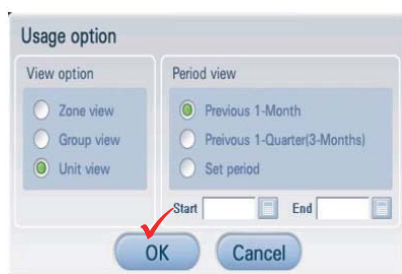 Usage option
View option
Zone view
Group view
Unit view
Period view
Previous 1-Month
Preivous 1-Quarter(3-Months)
Set period
Start End
OK Cancel